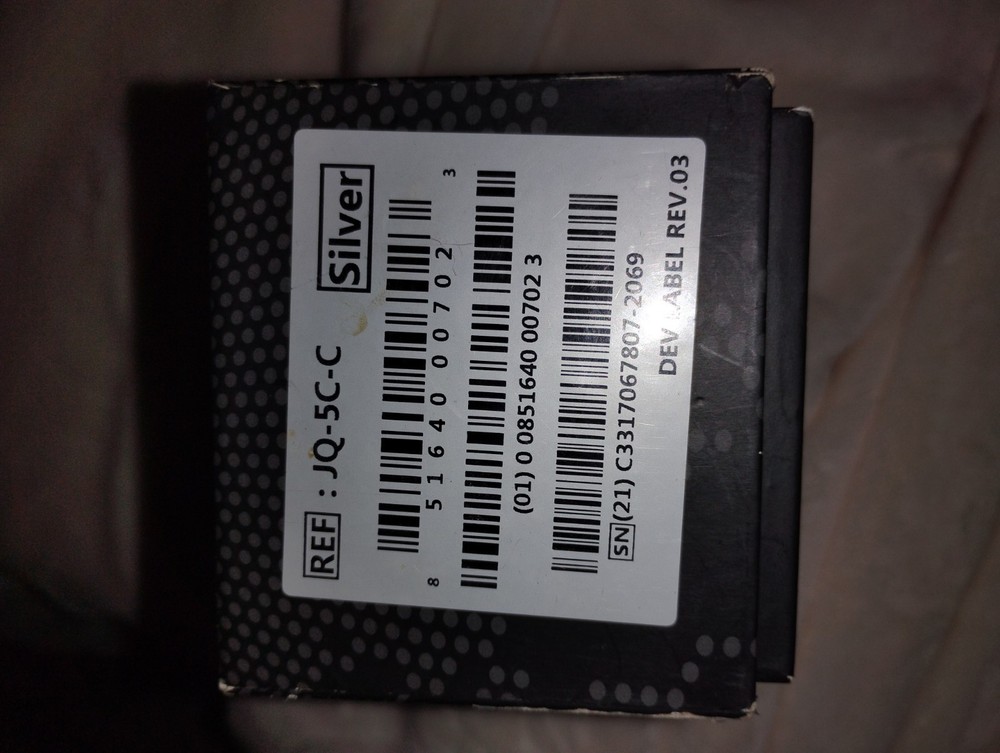 REF : JQ-5C-C Silver
8 51640 00702 3
(01) 0 0851640 00702 3
SN (21) C3317067807-2069
DEV LABEL REV.03